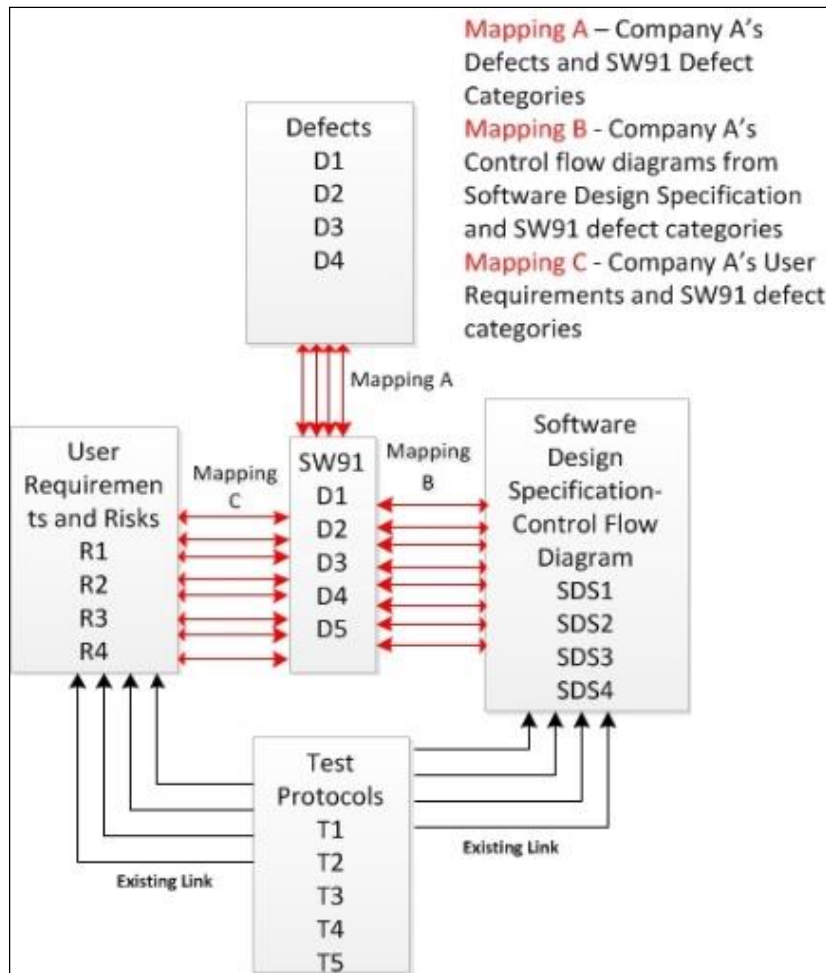 Mapping A – Company A's
Defects and SW91 Defect
Categories
Mapping B - Company A's
Control flow diagrams from
Software Design Specification
and SW91 defect categories
Mapping C - Company A's User
Requirements and SW91 defect
categories
Defects
D1
D2
D3
D4
Mapping A
User
Requiremen
ts and Risks
R1
R2
R3
R4
Mapping
C
SW91
D1
D2
D3
D4
D5
Mapping
B
Software
Design
Specification-
Control Flow
Diagram
SDS1
SDS2
SDS3
SDS4
Test
Protocols
T1
T2
T3
T4
T5
Existing Link
Existing Link